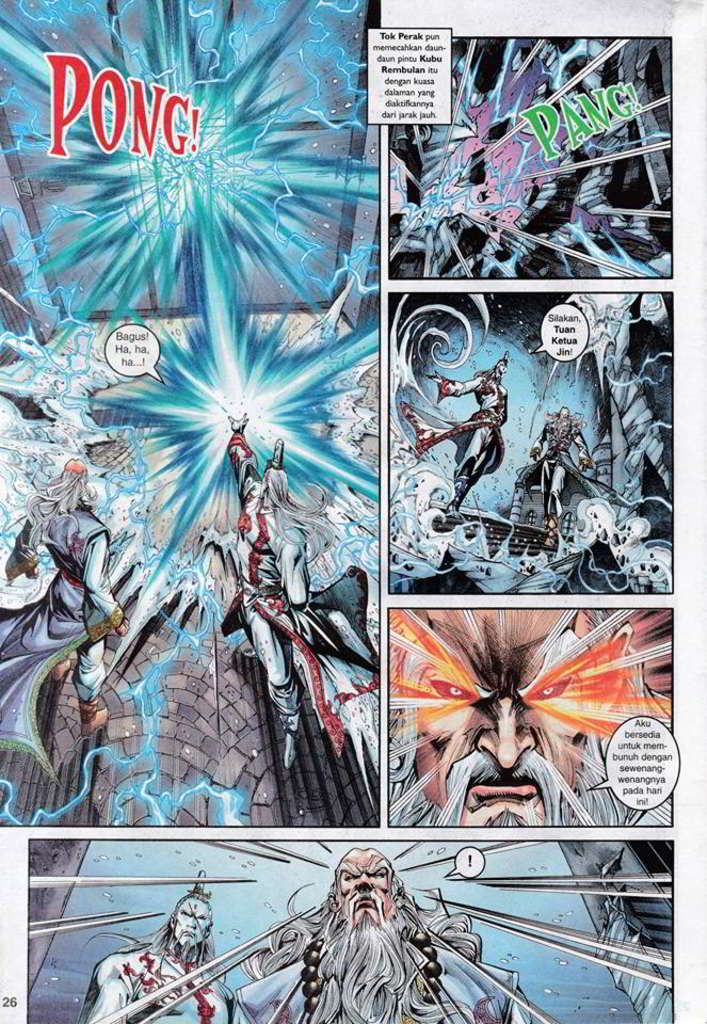 PONG!
Tok Perak pun
memecahkan daun-
daun pintu Kubu
Rembulan itu
dengan kuasa
dalaman yang
diaktifkannya
dari jarak jauh.
PANG!
Bagus!
Ha, ha,
ha...!
Silakan,
Tuan
Ketua
Jin!
Aku
bersedia
untuk mem-
bunuh dengan
sewenang-
wenangnya
pada hari
ini!
!
26